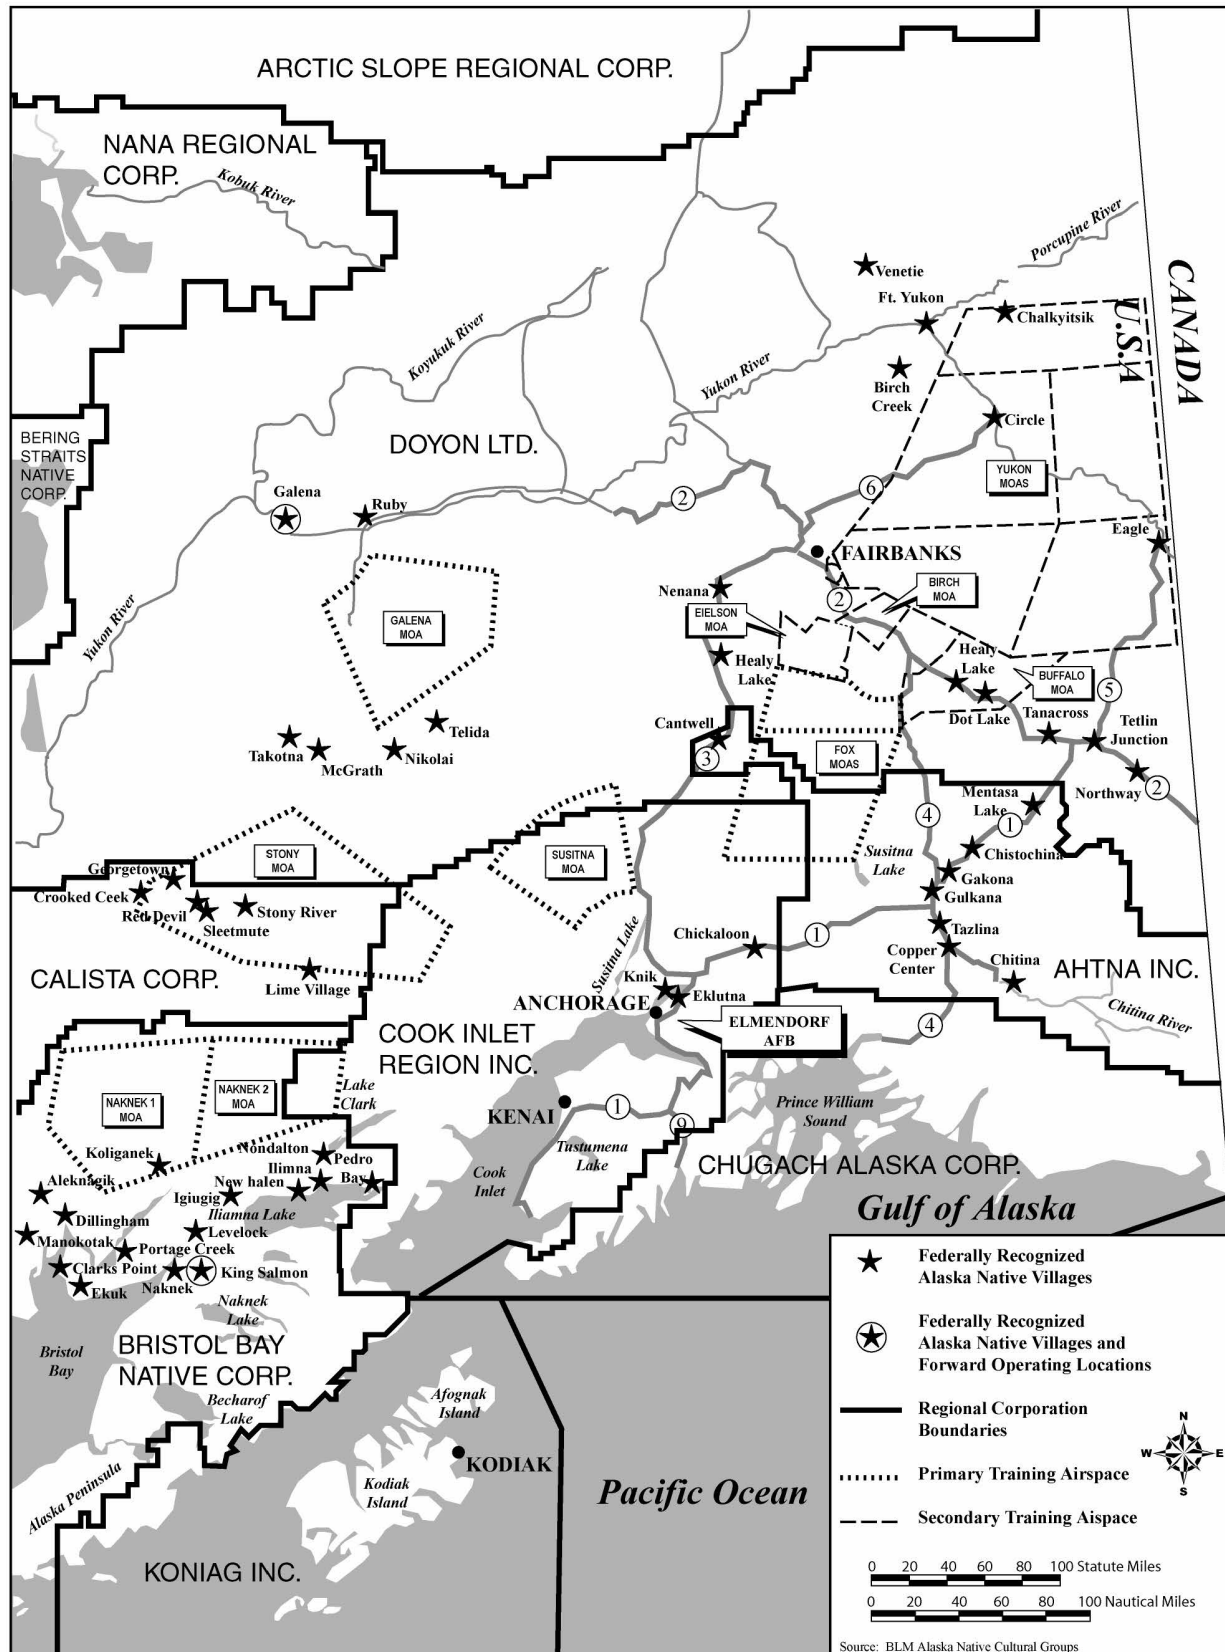 ARCTIC SLOPE REGIONAL CORP.
NANA REGIONAL
CORP.
Kobuk River
Porcupine River
Venetie
Ft. Yukon
Chalkyitsik
CANADA
U.S.A
Koyukuk River
Yukon River
Birch
Creek
Circle
BERING
STRAITS
NATIVE
CORP.
DOYON LTD.
YUKON
MOAS
6
2
Galena
Ruby
Eagle
FAIRBANKS
Nenana
2
BIRCH
MOA
EIELSON
MOA
GALENA
MOA
Yukon River
Healy
Lake
Healy
Lake
BUFFALO
MOA
5
Dot Lake
Tanacross
Tetlin
Junction
Cantwell
3
Telida
Takotna
McGrath
Nikolai
FOX
MOAS
Northway
2
Mentasa
Lake
1
4
Chistochina
Susitna
Lake
Gakona
Gulkana
STONY
MOA
SUSITNA
MOA
Georgetown
Crooked Ceek
Red Devil
Sleetmute
Stony River
Tazlina
Chickaloon
1
Copper
Center
Chitina
CALISTA CORP.
Lime Village
Susitna Lake
Knik
Eklutna
ANCHORAGE
AHTNA INC.
Chitina River
ELMENDORF
AFB
4
COOK INLET
REGION INC.
NAKNEK 1
MOA
NAKNEK 2
MOA
Lake
Clark
KENAI
1
9
Prince William
Sound
Tustumena
Lake
Cook
Inlet
CHUGACH ALASKA CORP.
Gulf of Alaska
Koliganek
Nondalton
Ilimna
Pedro
Bay
New halen
Aleknagik
Igiugig
Iliamna Lake
Dillingham
Levelock
Manokotak
Portage Creek
Clarks Point
Naknek
King Salmon
Ekuk
Naknek
Lake
Bristol
Bay
BRISTOL BAY
NATIVE CORP.
Becharof
Lake
Afognak
Island
KODIAK
Kodiak
Island
Alaska Peninsula
Pacific Ocean
KONIAG INC.
Federally Recognized
Alaska Native Villages
Federally Recognized
Alaska Native Villages and
Forward Operating Locations
Regional Corporation
Boundaries
N
W
E
S
Primary Training Airspace
Secondary Training Aispace
0 20 40 60 80 100 Statute Miles
0 20 40 60 80 100 Nautical Miles
Source: BLM Alaska Native Cultural Groups